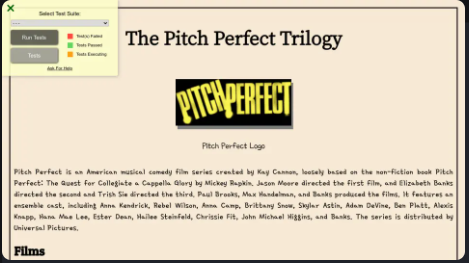 Select Test Suite:
Run Tests
Test(s) Failed
Tests Passed
Tests
Tests Executing
Ask For Help
The Pitch Perfect Trilogy
PITCH PERFECT
Pitch Perfect Logo
Pitch Perfect is an American musical comedy film series created by Kay Cannon, loosely based on the non-fiction book Pitch
Perfect: The Quest for Collegiate a Cappella Glory by Mickey Rapkin. Jason Moore directed the first film, and Elizabeth Banks
directed the second and Trish Sie directed the third. Paul Brooks, Max Handelman, and Banks produced the films. It features an
ensemble cast, including Anna Kendrick, Rebel Wilson, Anna Camp, Brittany Snow, Skylar Astin, Adam DeVine, Ben Platt, Alexis
Knapp, Hana Mae Lee, Ester Dean, Hailee Steinfeld, Chrissie Fit, John Michael Higgins, and Banks. The series is distributed by
Universal Pictures.
Films